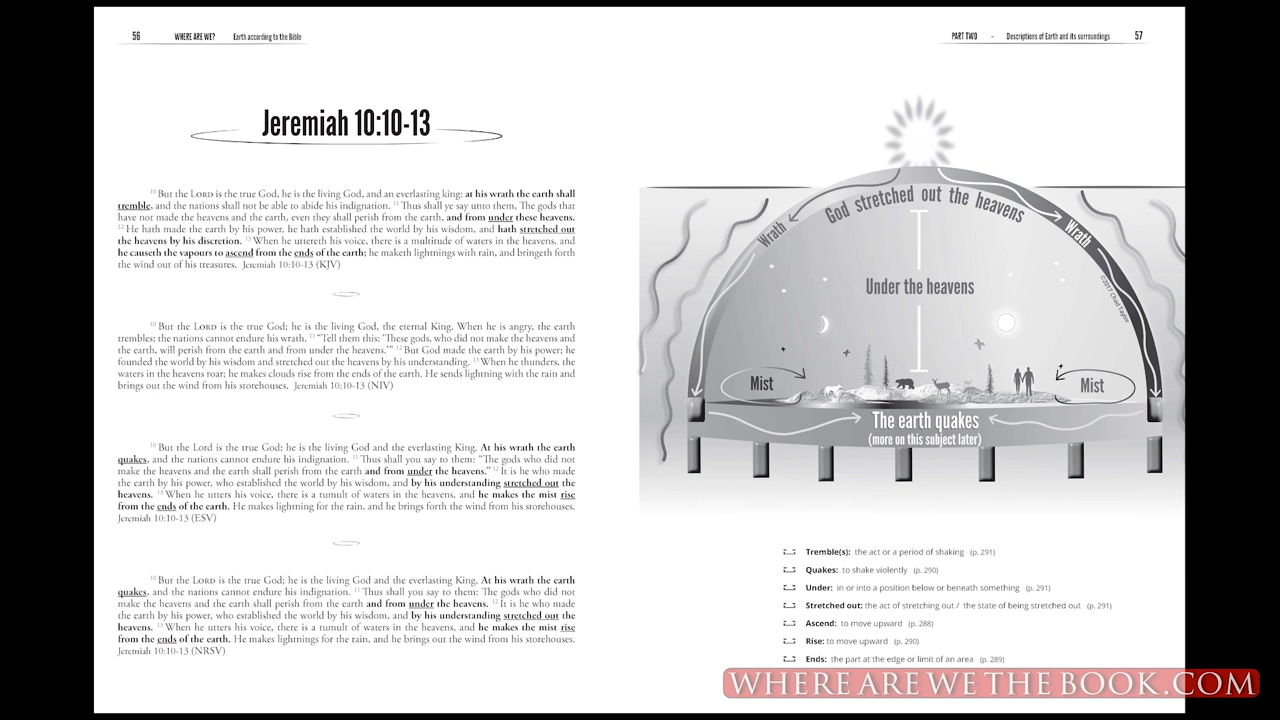 56 WHERE ARE WE? Earth according to the Bible
Jeremiah 10:10-13
10 But the LORD is the true God, he is the living God, and an everlasting king: at his wrath the earth shall
tremble, and the nations shall not be able to abide his indignation. 11 Thus shall ye say unto them, The gods that
have not made the heavens and the earth, even they shall perish from the earth, and from under these heavens.
12 He hath made the earth by his power, he hath established the world by his wisdom, and hath stretched out
the heavens by his discretion. 13 When he uttereth his voice, there is a multitude of waters in the heavens, and
he causeth the vapours to ascend from the ends of the earth; he maketh lightnings with rain, and bringeth forth
the wind out of his treasures. Jeremiah 10:10-13 (KJV)
10 But the LORD is the true God; he is the living God, the eternal King. When he is angry, the earth
trembles; the nations cannot endure his wrath. 11 “Tell them this: ‘These gods, who did not make the heavens and
the earth, will perish from the earth and from under the heavens.’” 12 But God made the earth by his power; he
founded the world by his wisdom and stretched out the heavens by his understanding. 13 When he thunders, the
waters in the heavens roar; he makes clouds rise from the ends of the earth. He sends lightning with the rain and
brings out the wind from his storehouses. Jeremiah 10:10-13 (NIV)
10 But the Lord is the true God; he is the living God and the everlasting King. At his wrath the earth
quakes, and the nations cannot endure his indignation. 11 Thus shall you say to them: “The gods who did not
make the heavens and the earth shall perish from the earth and from under the heavens.” 12 It is he who made
the earth by his power, who established the world by his wisdom, and by his understanding stretched out the
heavens. 13 When he utters his voice, there is a tumult of waters in the heavens, and he makes the mist rise
from the ends of the earth. He makes lightning for the rain, and he brings forth the wind from his storehouses.
Jeremiah 10:10-13 (ESV)
10 But the LORD is the true God; he is the living God and the everlasting King. At his wrath the earth
quakes, and the nations cannot endure his indignation. 11 Thus shall you say to them: The gods who did not
make the heavens and the earth shall perish from the earth and from under the heavens. 12 It is he who made
the earth by his power, who established the world by his wisdom, and by his understanding stretched out the
heavens. 13 When he utters his voice, there is a tumult of waters in the heavens, and he makes the mist rise
from the ends of the earth. He makes lightnings for the rain, and he brings out the wind from his storehouses.
Jeremiah 10:10-13 (NRSV)
PART TWO - Descriptions of Earth and its surroundings 57
God stretched out the heavens
Wrath
Wrath
©2017 Chad Taylor
Under the heavens
Mist
Mist
The earth quakes
(more on this subject later)
Tremble(s): the act or a period of shaking (p. 291)
Quakes: to shake violently (p. 290)
Under: in or into a position below or beneath something (p. 291)
Stretched out: the act of stretching out / the state of being stretched out (p. 291)
Ascend: to move upward (p. 288)
Rise: to move upward (p. 290)
Ends: the part at the edge or limit of an area (p. 289)
WHEREAREWETHEBOOK.COM